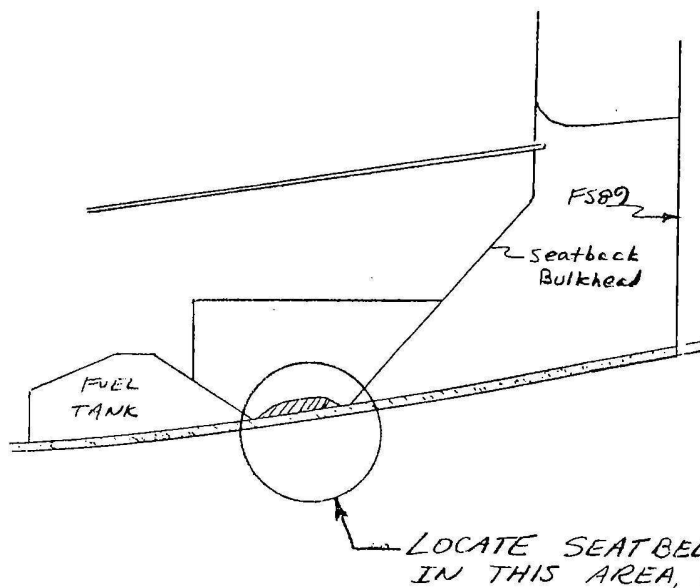 FS89
Seatback
Bulkhead
FUEL
TANK
LOCATE SEATBEL
IN THIS AREA.